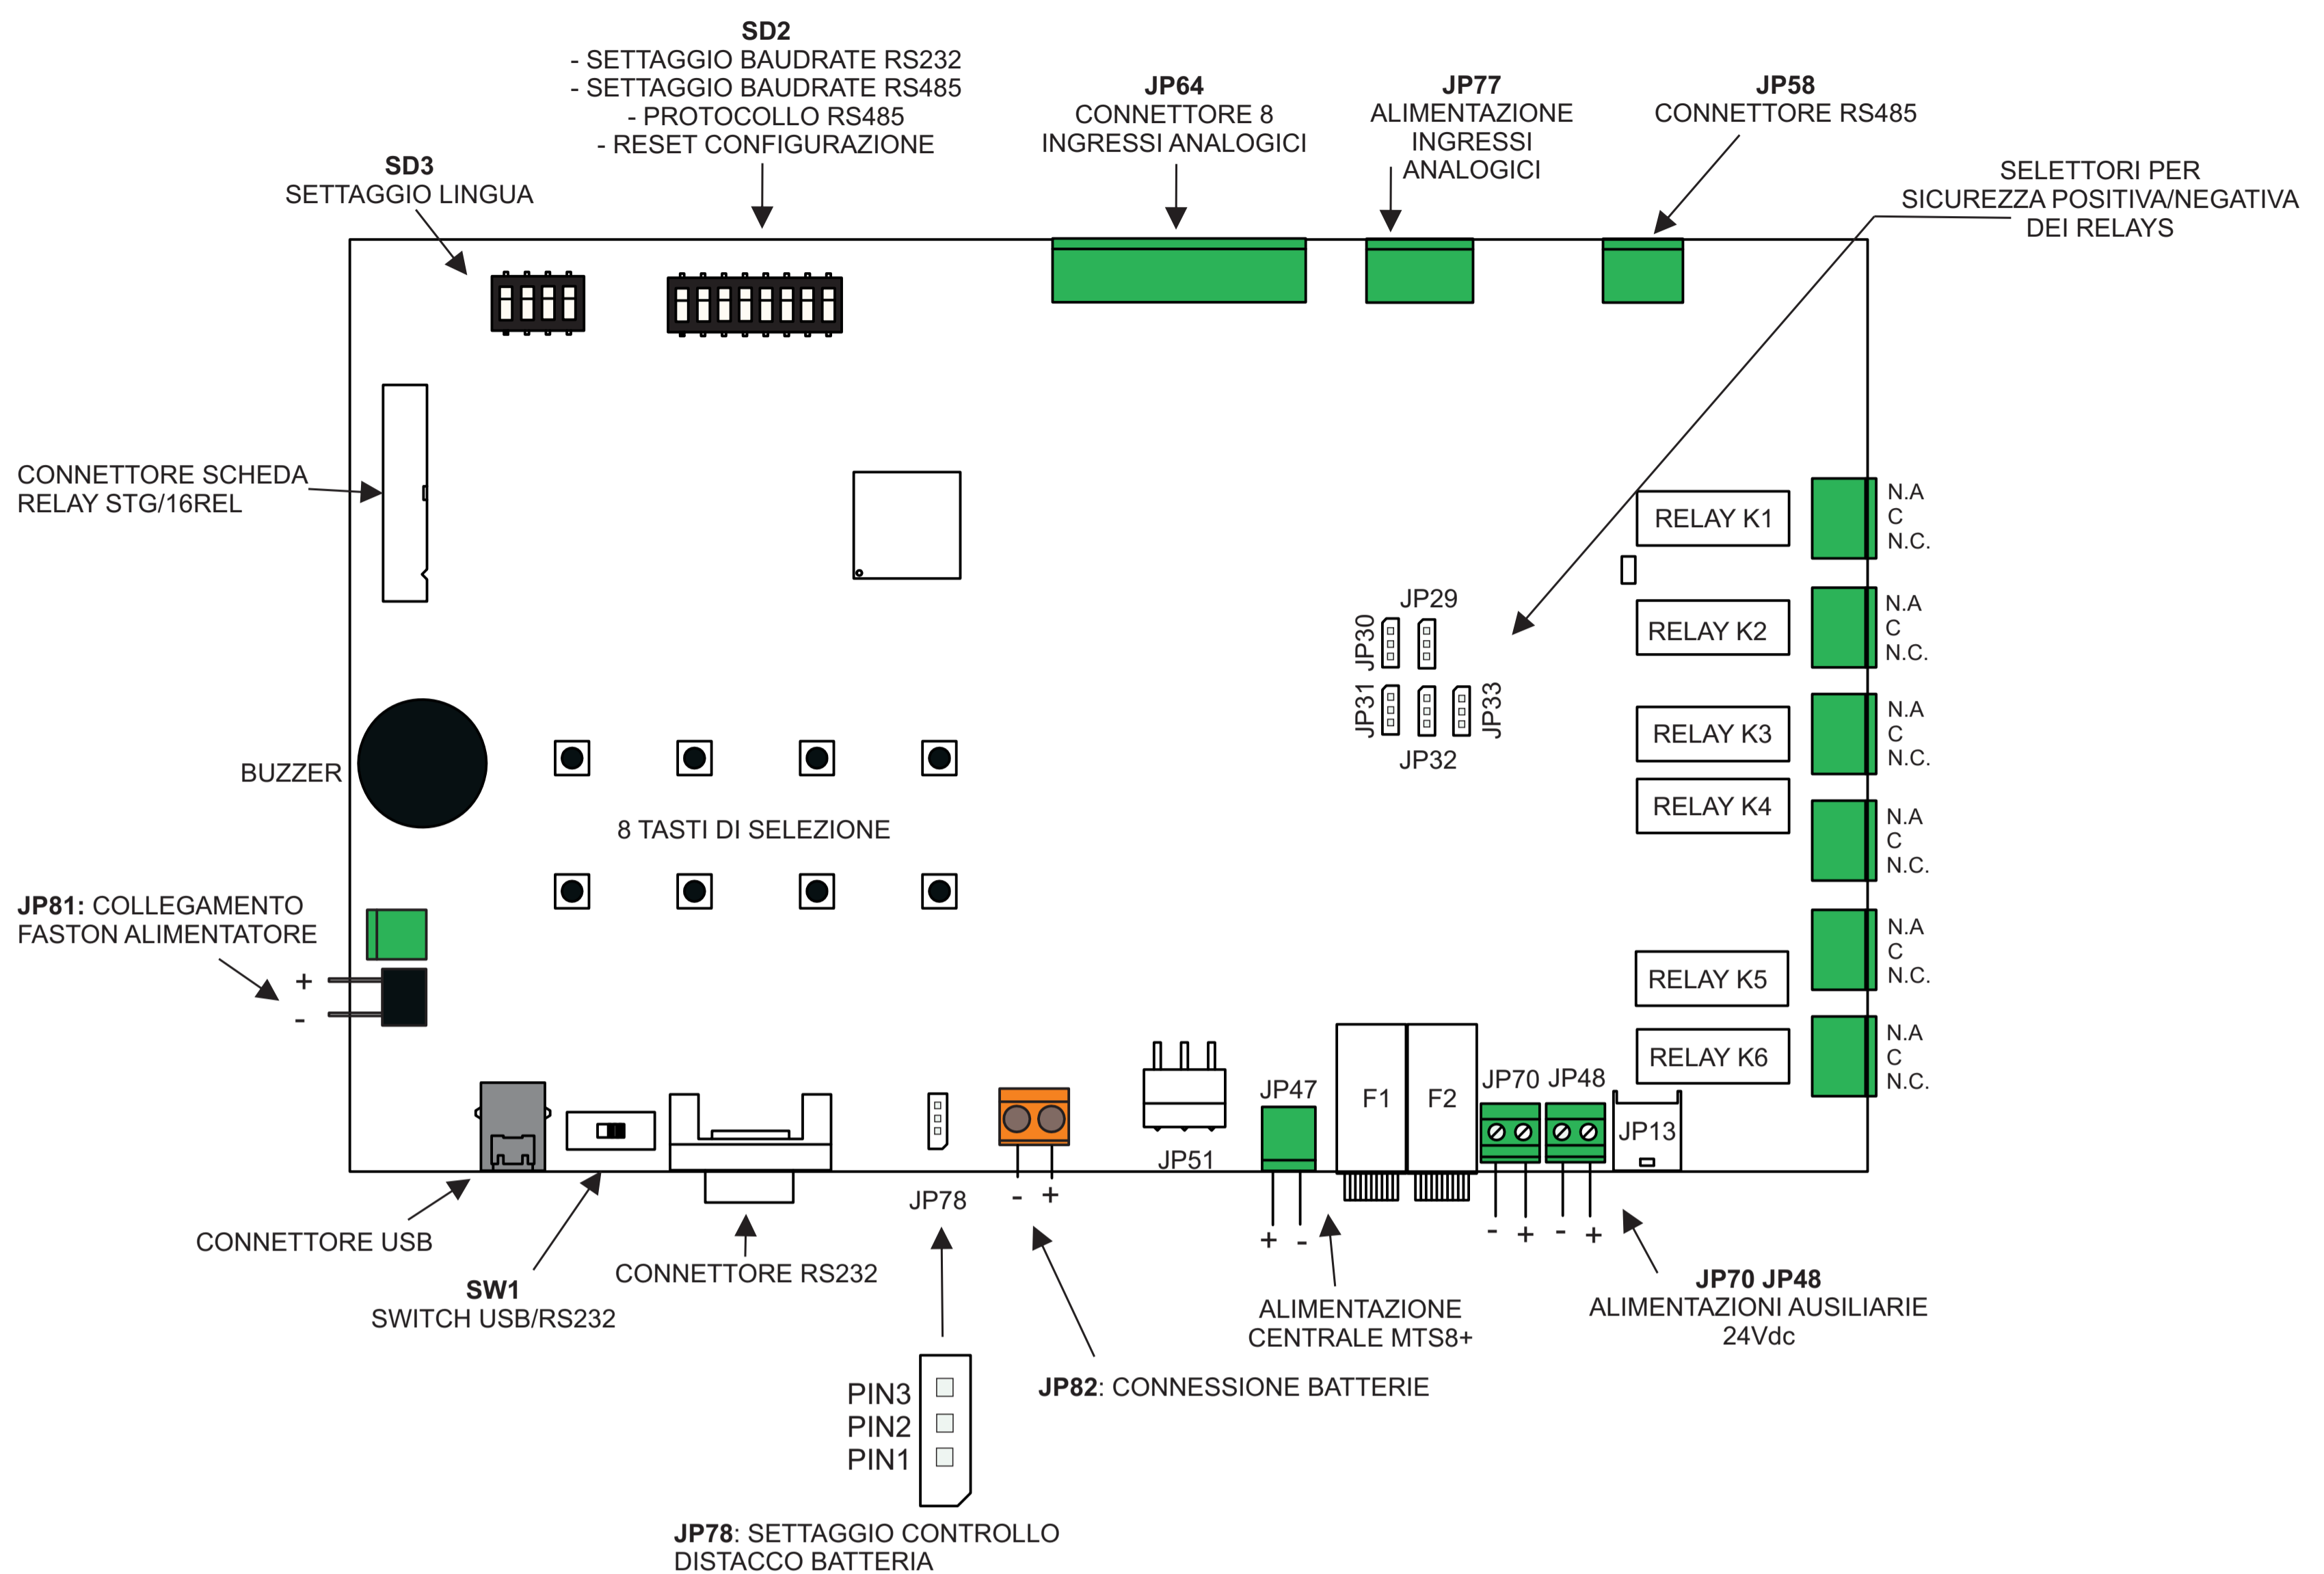 SD2
- SETTAGGIO BAUDRATE RS232
- SETTAGGIO BAUDRATE RS485
- PROTOCOLLO RS485
- RESET CONFIGURAZIONE
SD3
SETTAGGIO LINGUA
JP64
CONNETTORE 8
INGRESSI ANALOGICI
JP77
ALIMENTAZIONE
INGRESSI
ANALOGICI
JP58
CONNETTORE RS485
SELETTORI PER
SICUREZZA POSITIVA/NEGATIVA
DEI RELAYS
CONNETTORE SCHEDA
RELAY STG/16REL
RELAY K1
N.A
C
N.C.
RELAY K2
N.A
C
N.C.
JP29
JP30
JP31
JP33
JP32
RELAY K3
N.A
C
N.C.
RELAY K4
N.A
C
N.C.
BUZZER
8 TASTI DI SELEZIONE
JP81: COLLEGAMENTO
FASTON ALIMENTATORE
+
-
RELAY K5
N.A
C
N.C.
RELAY K6
N.A
C
N.C.
JP47
F1
F2
JP70
JP48
JP13
JP51
JP78
- +
+ -
- + - +
CONNETTORE USB
SW1
SWITCH USB/RS232
CONNETTORE RS232
ALIMENTAZIONE
CENTRALE MTS8+
JP70 JP48
ALIMENTAZIONI AUSILIARIE
24Vdc
JP82: CONNESSIONE BATTERIE
PIN3
PIN2
PIN1
JP78: SETTAGGIO CONTROLLO
DISTACCO BATTERIA